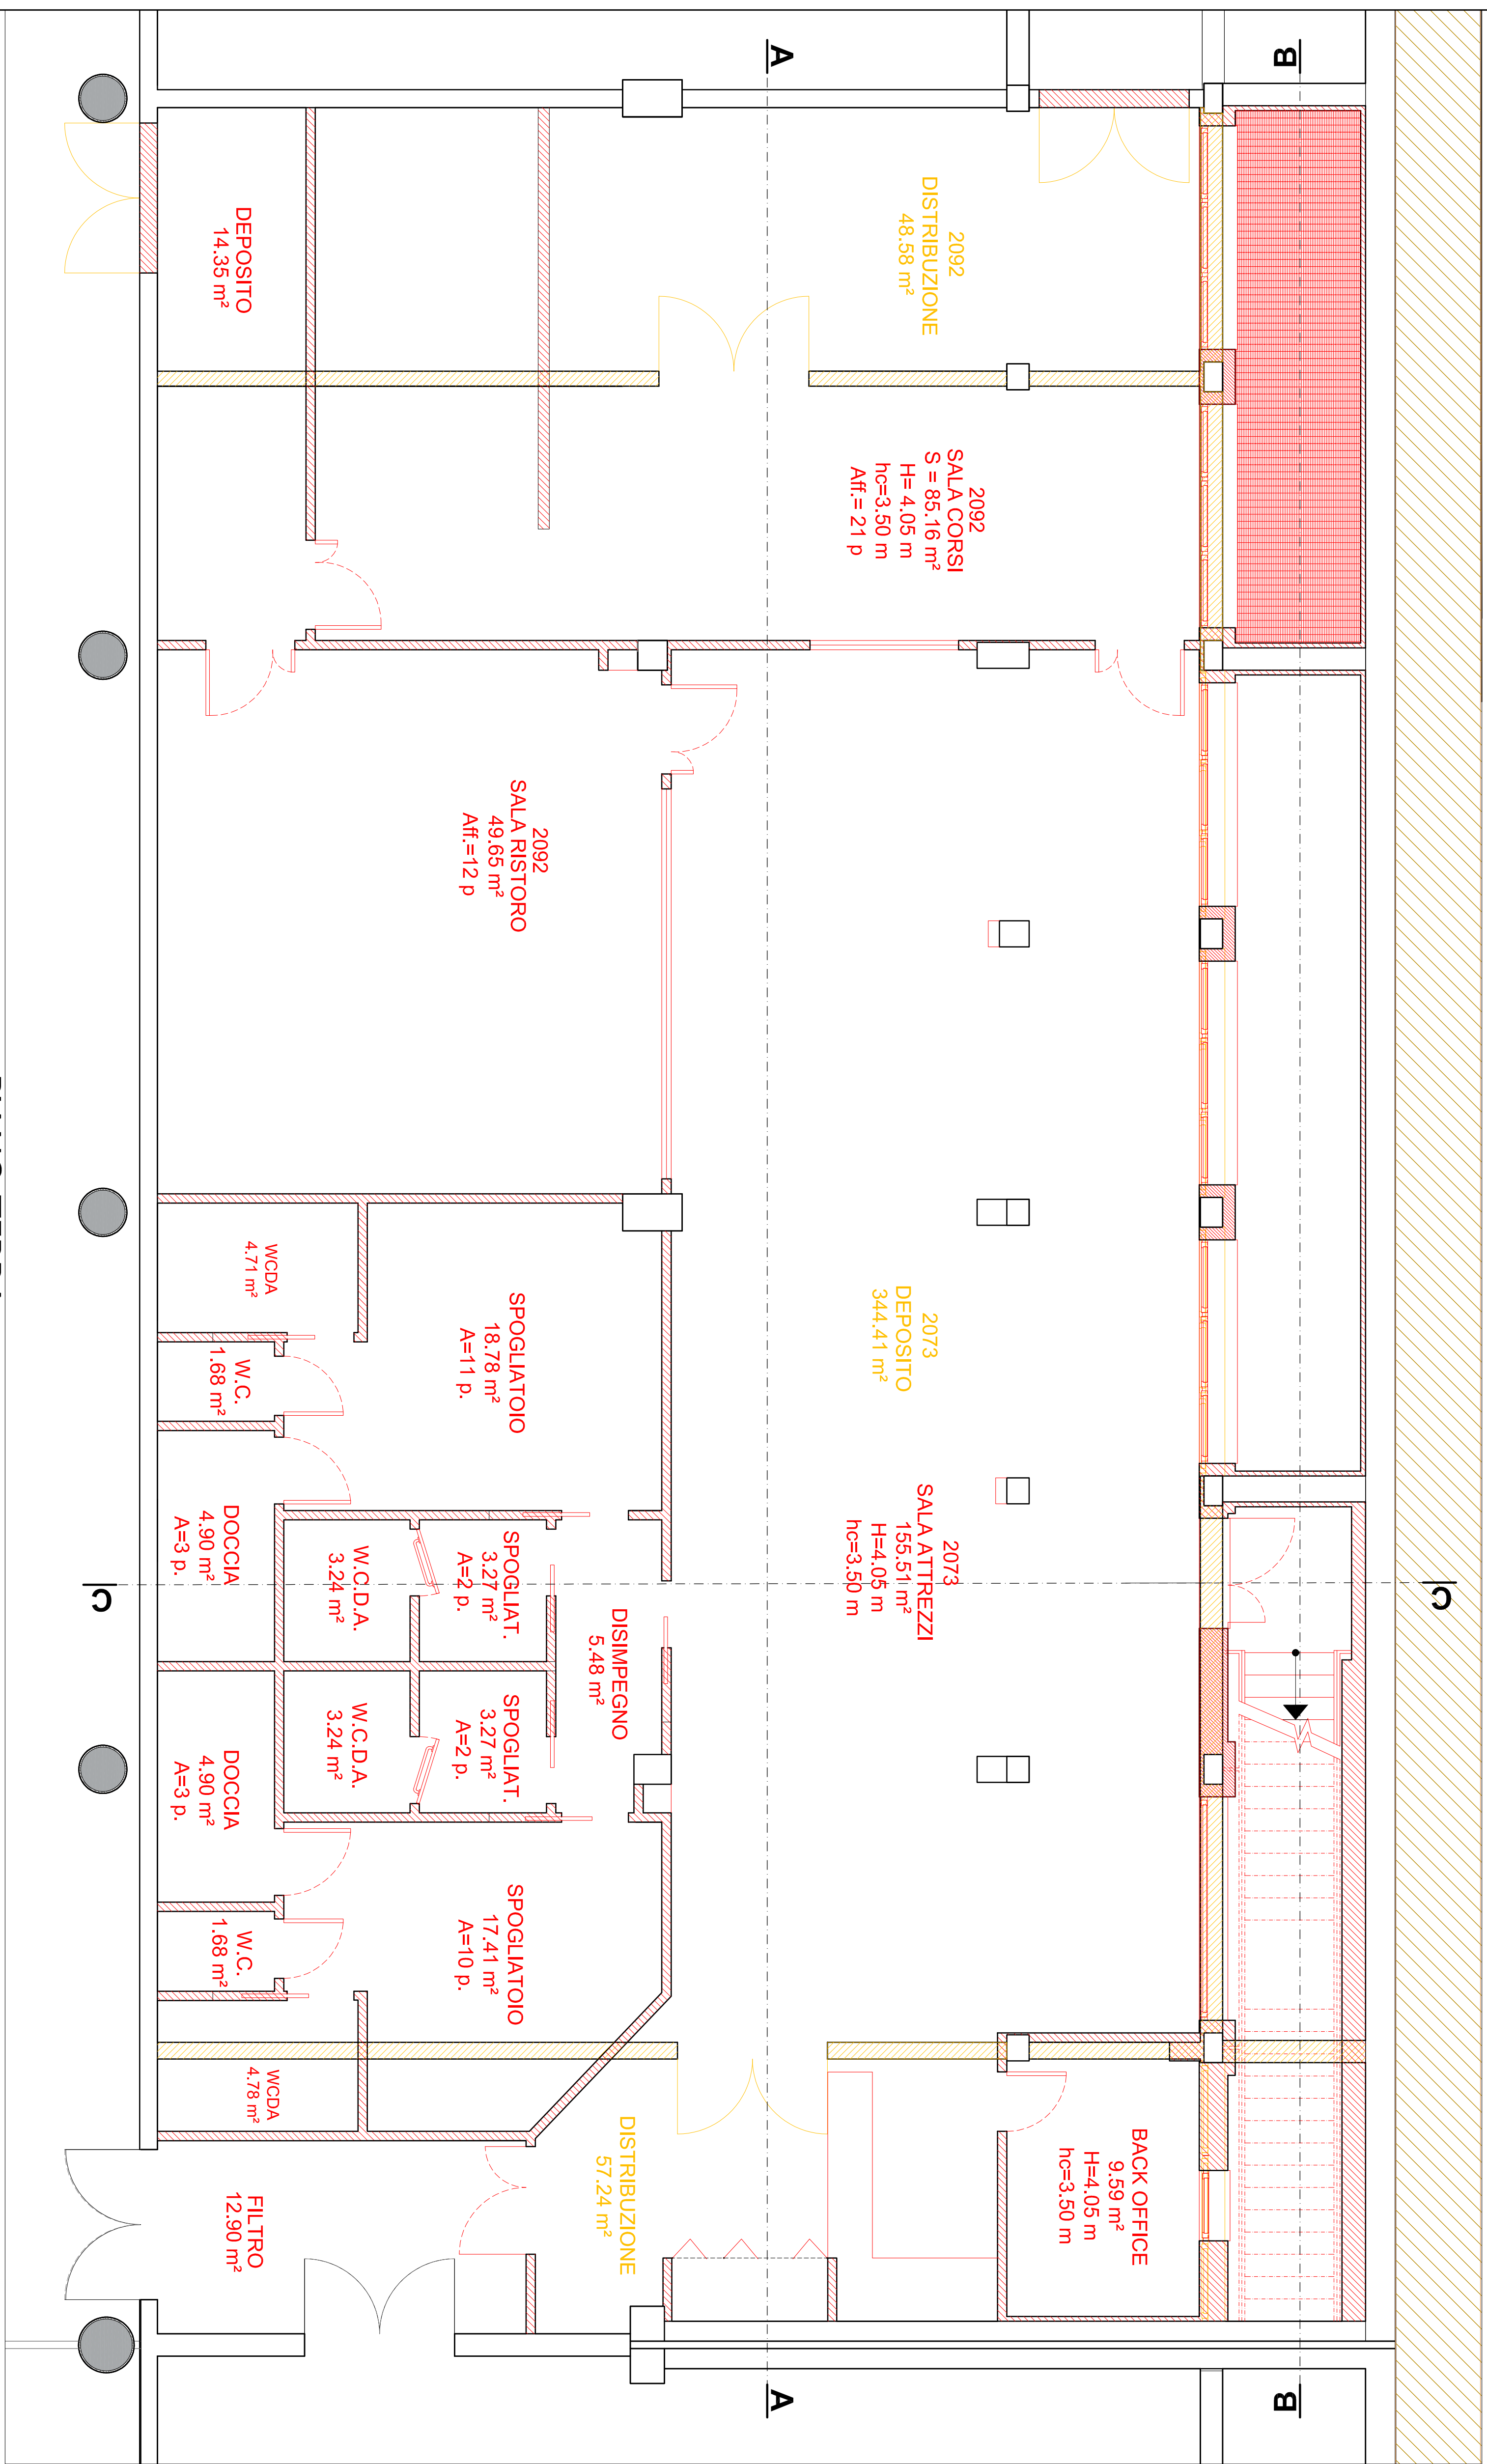 A
B
2092
DISTRIBUZIONE
48.58 m²
DEPOSITO
14.35 m²
2092
SALA CORSI
S = 85.16 m²
H= 4.05 m
hc=3.50 m
Aff.= 21 p
2092
SALA RISTORO
49.65 m²
Aff.=12 p
2073
DEPOSITO
344.41 m²
2073
SALA ATTREZZI
155.51 m²
H=4.05 m
hc=3.50 m
WCDA
4.71 m²
SPOGLIATOIO
18.78 m²
A=11 p.
W.C.
1.68 m²
DOCCIA
4.90 m²
A=3 p.
W.C.D.A.
3.24 m²
SPOGLIAT.
3.27 m²
A=2 p.
C
C
DISIMPEGNO
5.48 m²
SPOGLIAT.
3.27 m²
A=2 p.
W.C.D.A.
3.24 m²
DOCCIA
4.90 m²
A=3 p.
W.C.
1.68 m²
SPOGLIATOIO
17.41 m²
A=10 p.
WCDA
4.78 m²
DISTRIBUZIONE
57.24 m²
BACK OFFICE
9.59 m²
H=4.05 m
hc=3.50 m
FILTRO
12.90 m²
A
B